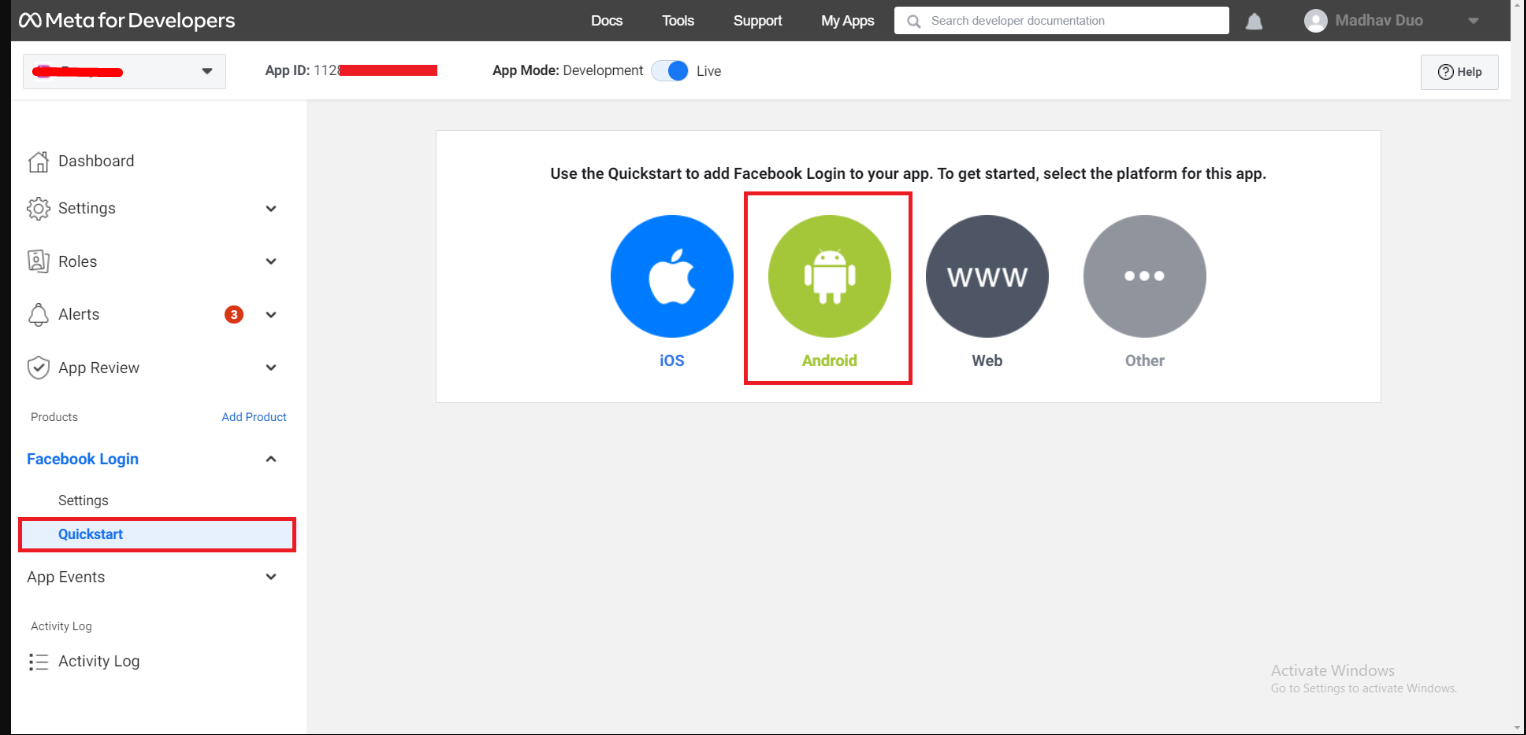 Meta for Developers
Docs Tools Support My Apps Search developer documentation Madhav Duo
App ID: 1128 App Mode: Development Live Help
Dashboard
Settings
Roles
Alerts 3
App Review
Products Add Product
Facebook Login
Settings
Quickstart
App Events
Activity Log
Activity Log
Use the Quickstart to add Facebook Login to your app. To get started, select the platform for this app.
WWW
iOS Android Web Other
Activate Windows
Go to Settings to activate Windows.